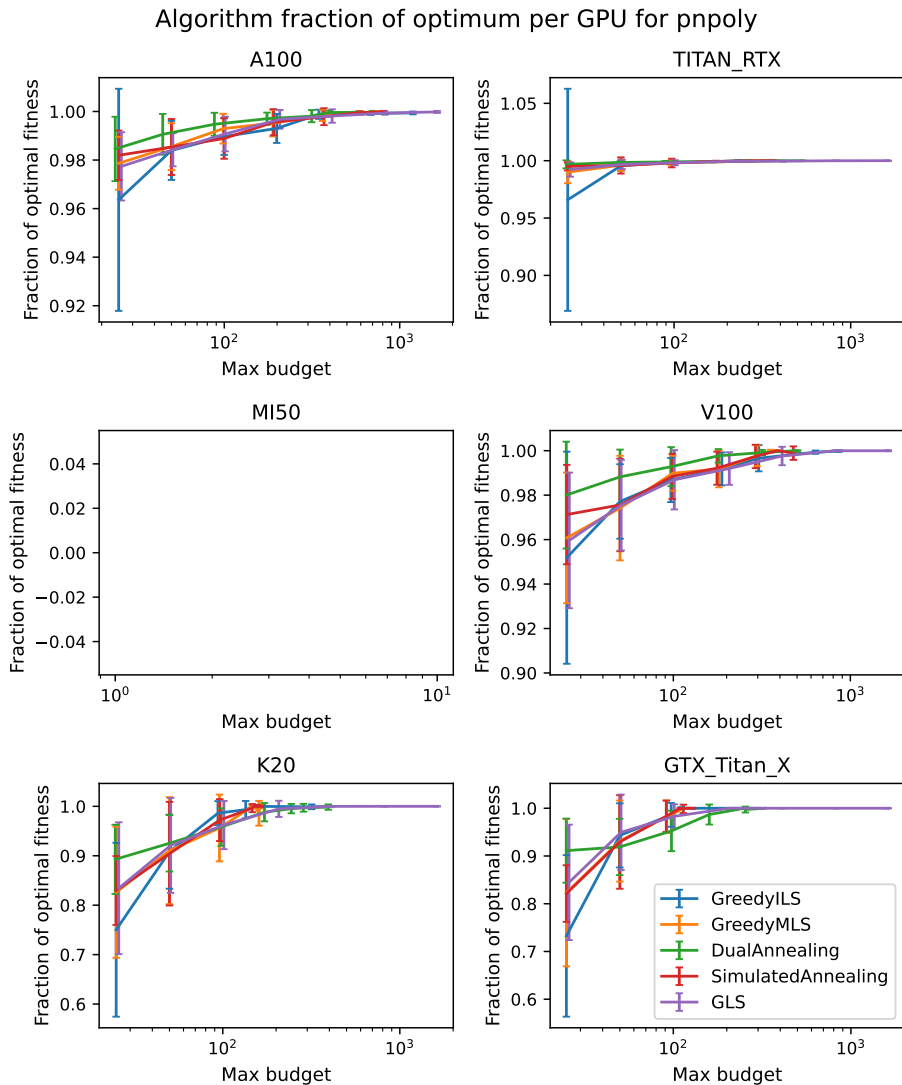 Algorithm fraction of optimum per GPU for pnpoly
A100
Fraction of optimal fitness
1.00
0.98
0.96
0.94
0.92
10²
10³
Max budget
TITAN_RTX
Fraction of optimal fitness
1.05
1.00
0.95
0.90
10²
10³
Max budget
MI50
Fraction of optimal fitness
0.04
0.02
0.00
−0.02
−0.04
10⁰
10¹
Max budget
V100
Fraction of optimal fitness
1.00
0.98
0.96
0.94
0.92
0.90
10²
10³
Max budget
K20
Fraction of optimal fitness
1.0
0.9
0.8
0.7
0.6
10²
10³
Max budget
GTX_Titan_X
Fraction of optimal fitness
1.0
0.9
0.8
0.7
0.6
10²
10³
Max budget
GreedyILS
GreedyMLS
DualAnnealing
SimulatedAnnealing
GLS